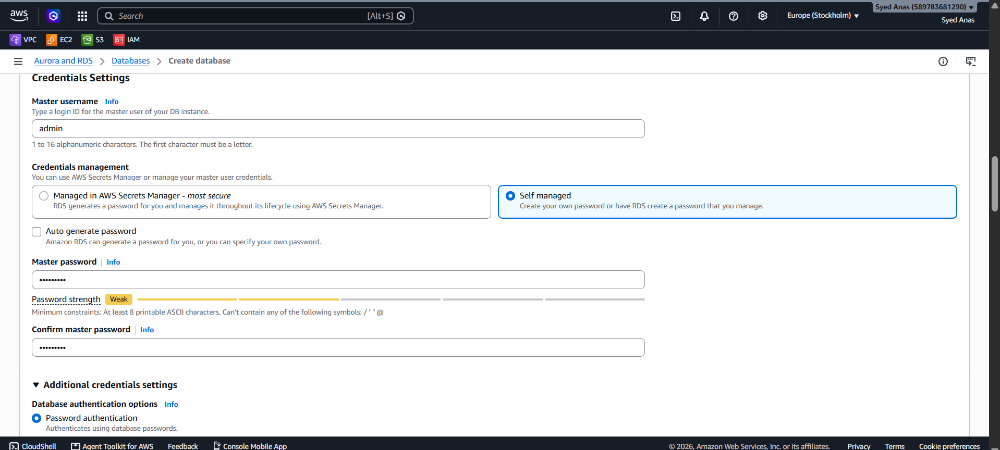 aws
Search [Alt+S]
Europe (Stockholm)
Syed Anas (589783681290)
Syed Anas
VPC EC2 S3 IAM
Aurora and RDS Databases Create database
Credentials Settings
Master username Info
Type a login ID for the master user of your DB instance.
admin
1 to 16 alphanumeric characters. The first character must be a letter.
Credentials management
You can use AWS Secrets Manager or manage your master user credentials.
Managed in AWS Secrets Manager - most secure
RDS generates a password for you and manages it throughout its lifecycle using AWS Secrets Manager.
Self managed
Create your own password or have RDS create a password that you manage.
Auto generate password
Amazon RDS can generate a password for you, or you can specify your own password.
Master password Info
•••••••••
Password strength Weak
Minimum constraints: At least 8 printable ASCII characters. Can't contain any of the following symbols: / ' " @
Confirm master password Info
•••••••••
Additional credentials settings
Database authentication options Info
Password authentication
Authenticates using database passwords.
CloudShell Agent Toolkit for AWS Feedback Console Mobile App © 2026, Amazon Web Services, Inc. or its affiliates. Privacy Terms Cookie preferences